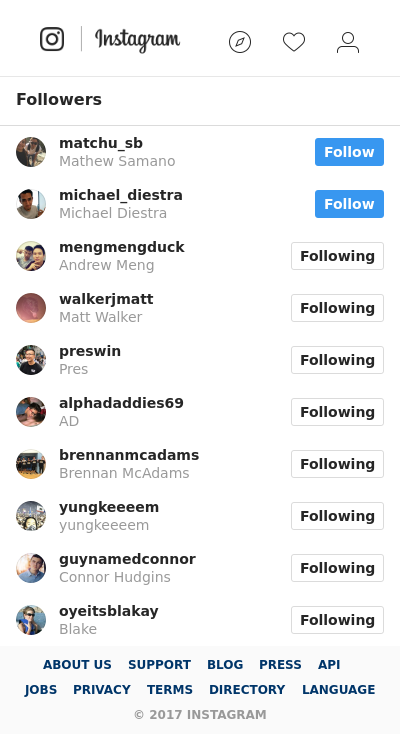 Instagram
Followers
matchu_sb
Mathew Samano
Follow
michael_diestra
Michael Diestra
Follow
mengmengduck
Andrew Meng
Following
walkerjmatt
Matt Walker
Following
preswin
Pres
Following
alphadaddies69
AD
Following
brennanmcadams
Brennan McAdams
Following
yungkeeeem
yungkeeeem
Following
guynamedconnor
Connor Hudgins
Following
oyeitsblakay
Blake
Following
ABOUT US SUPPORT BLOG PRESS API
JOBS PRIVACY TERMS DIRECTORY LANGUAGE
© 2017 INSTAGRAM